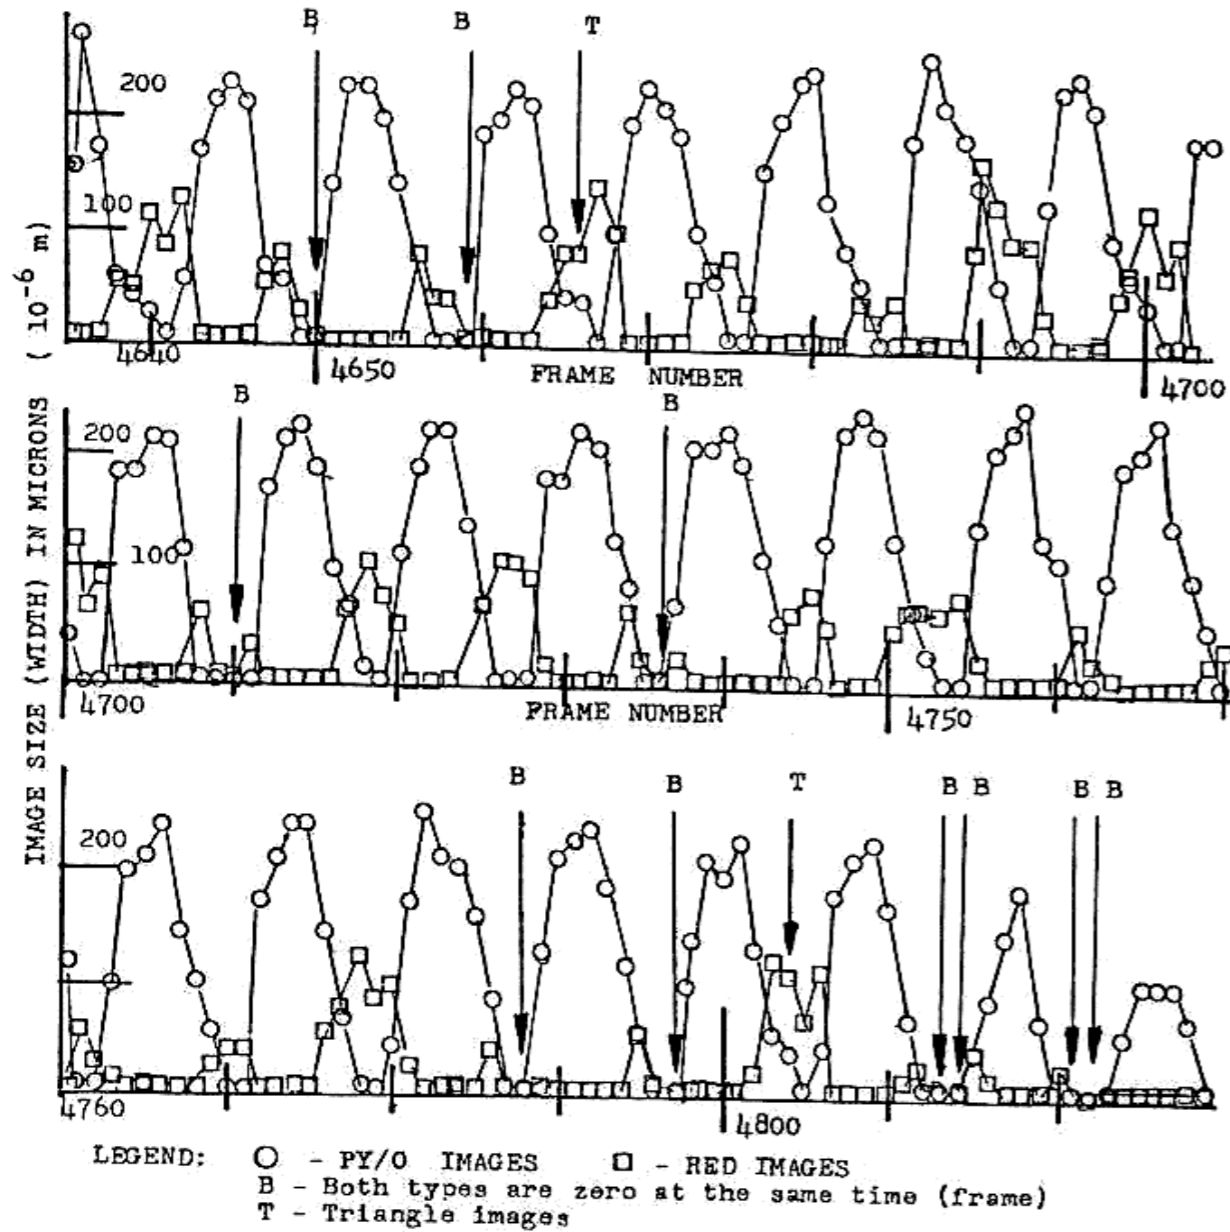 B B T
200
100
4640
4650
FRAME NUMBER
4700
IMAGE SIZE (WIDTH) IN MICRONS (10⁻⁶ m)
B B
200
100
4700
FRAME NUMBER
4750
B B T B B B B
200
4760
4800
LEGEND: ○ - PY/O IMAGES □ - RED IMAGES
B - Both types are zero at the same time (frame)
T - Triangle images